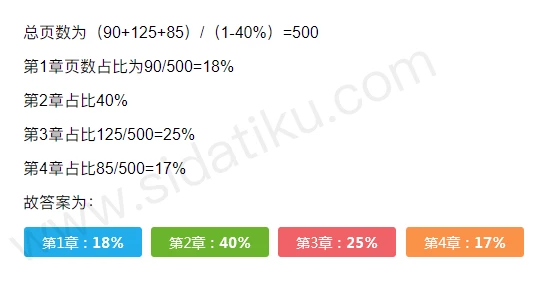 总页数为（90+125+85）/（1-40%）=500
第1章页数占比为90/500=18%
第2章占比40%
第3章占比125/500=25%
第4章占比85/500=17%
故答案为：
第1章：18% 第2章：40% 第3章：25% 第4章：17%
www.sidatiku.com